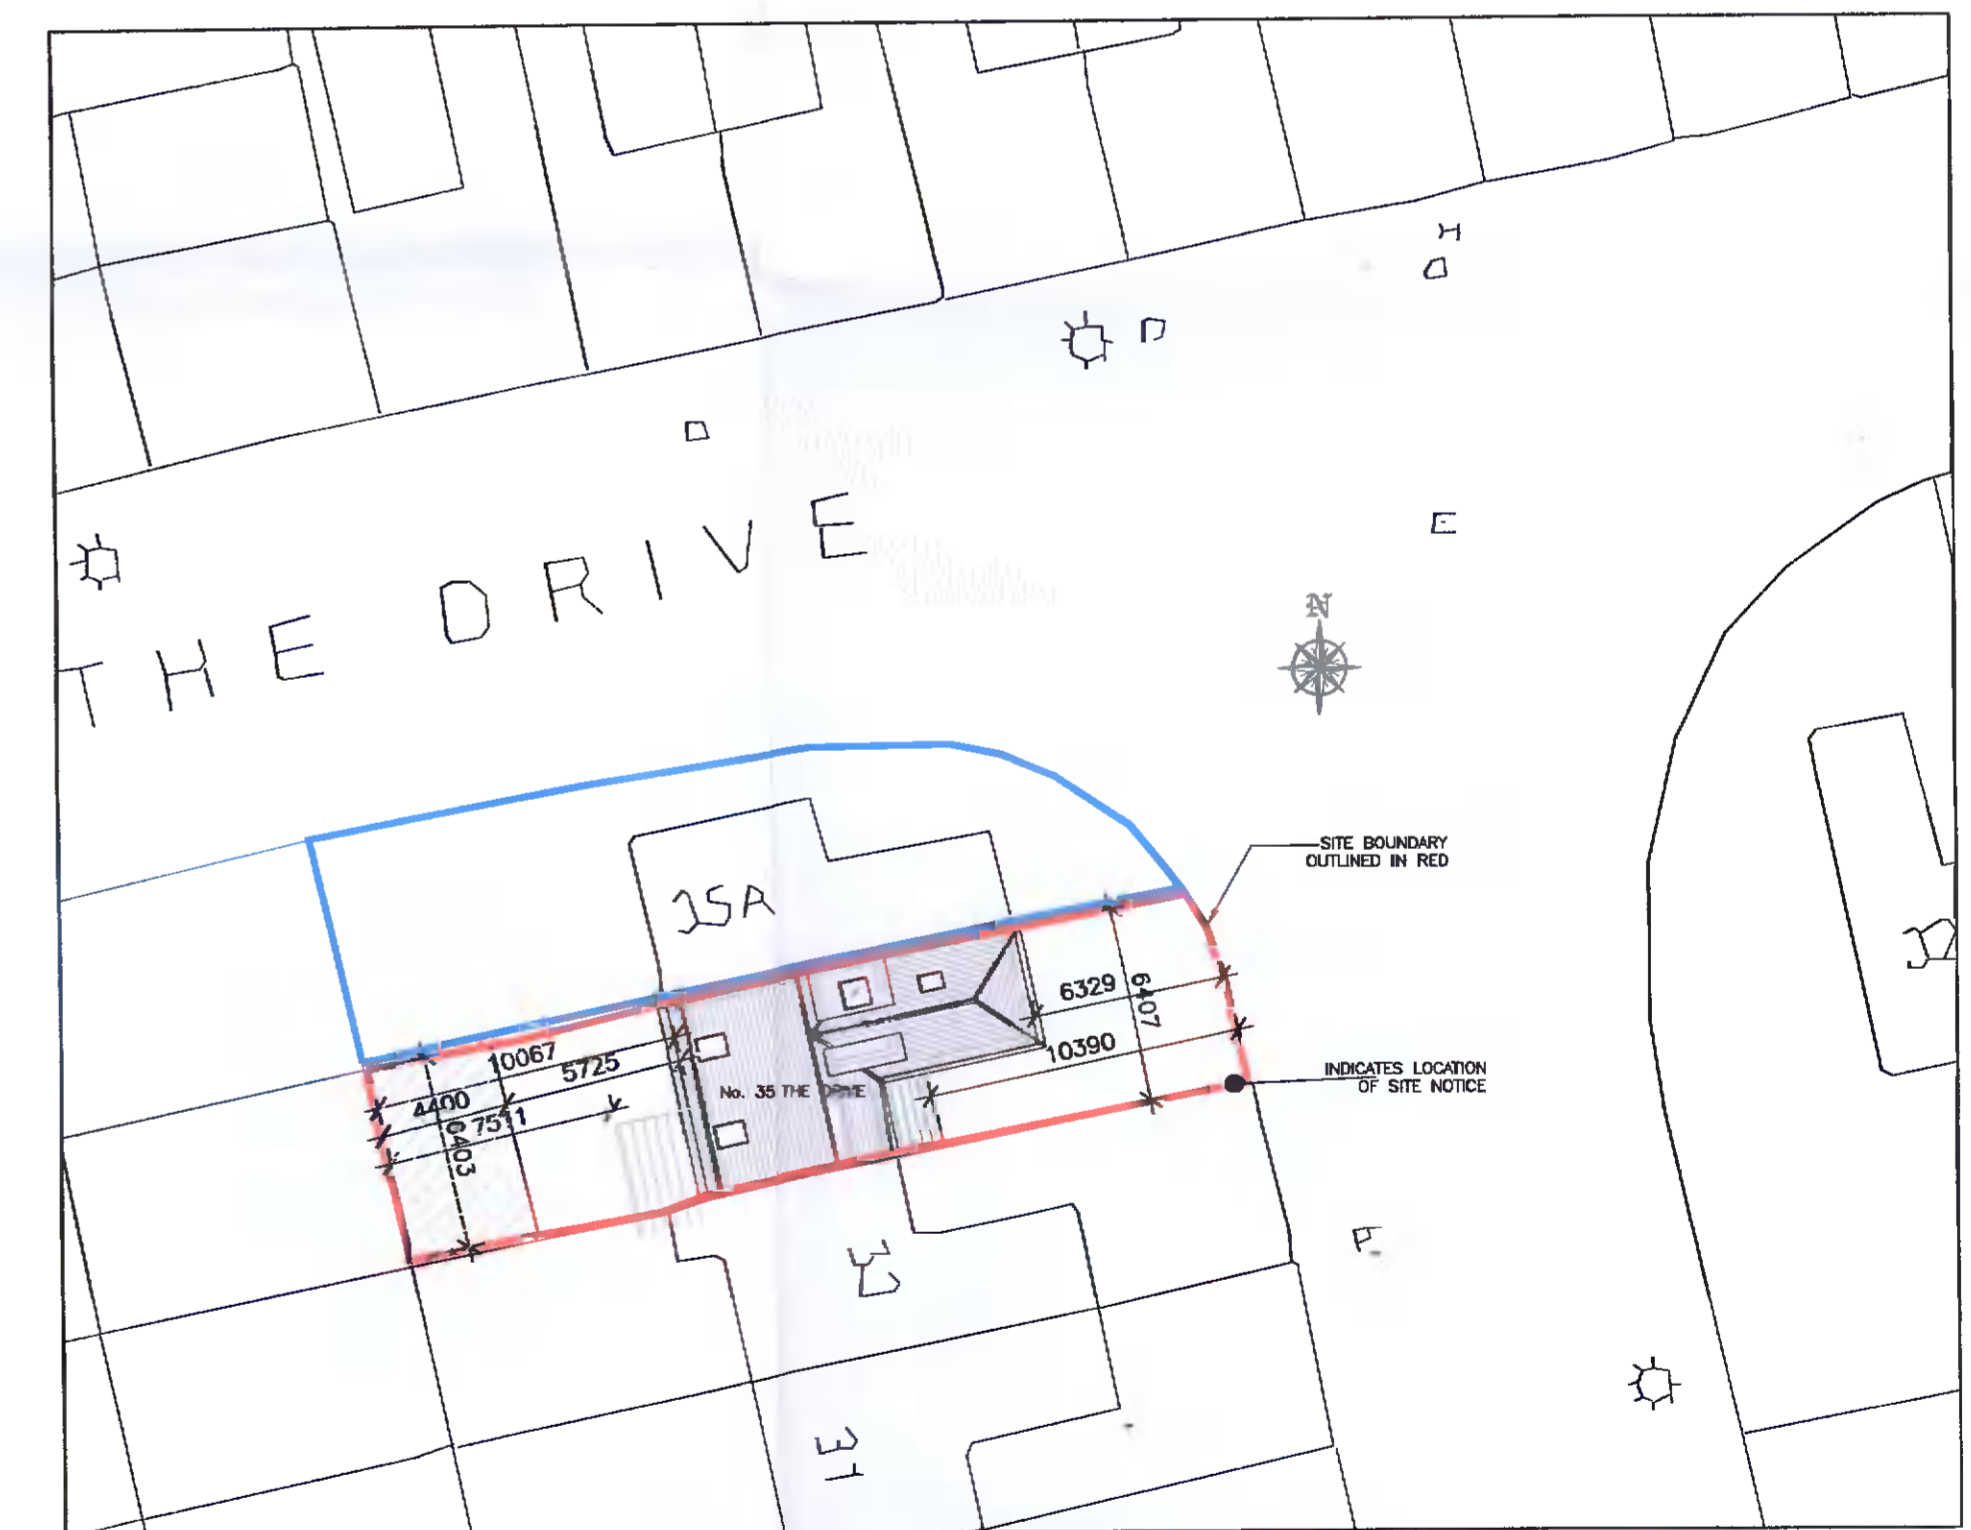 THE DRIVE
N
SITE BOUNDARY
OUTLINED IN RED
35A
6329
6407
10067
5725
10390
4400
7511
6403
No. 35 THE DRIVE
INDICATES LOCATION
OF SITE NOTICE
33
31